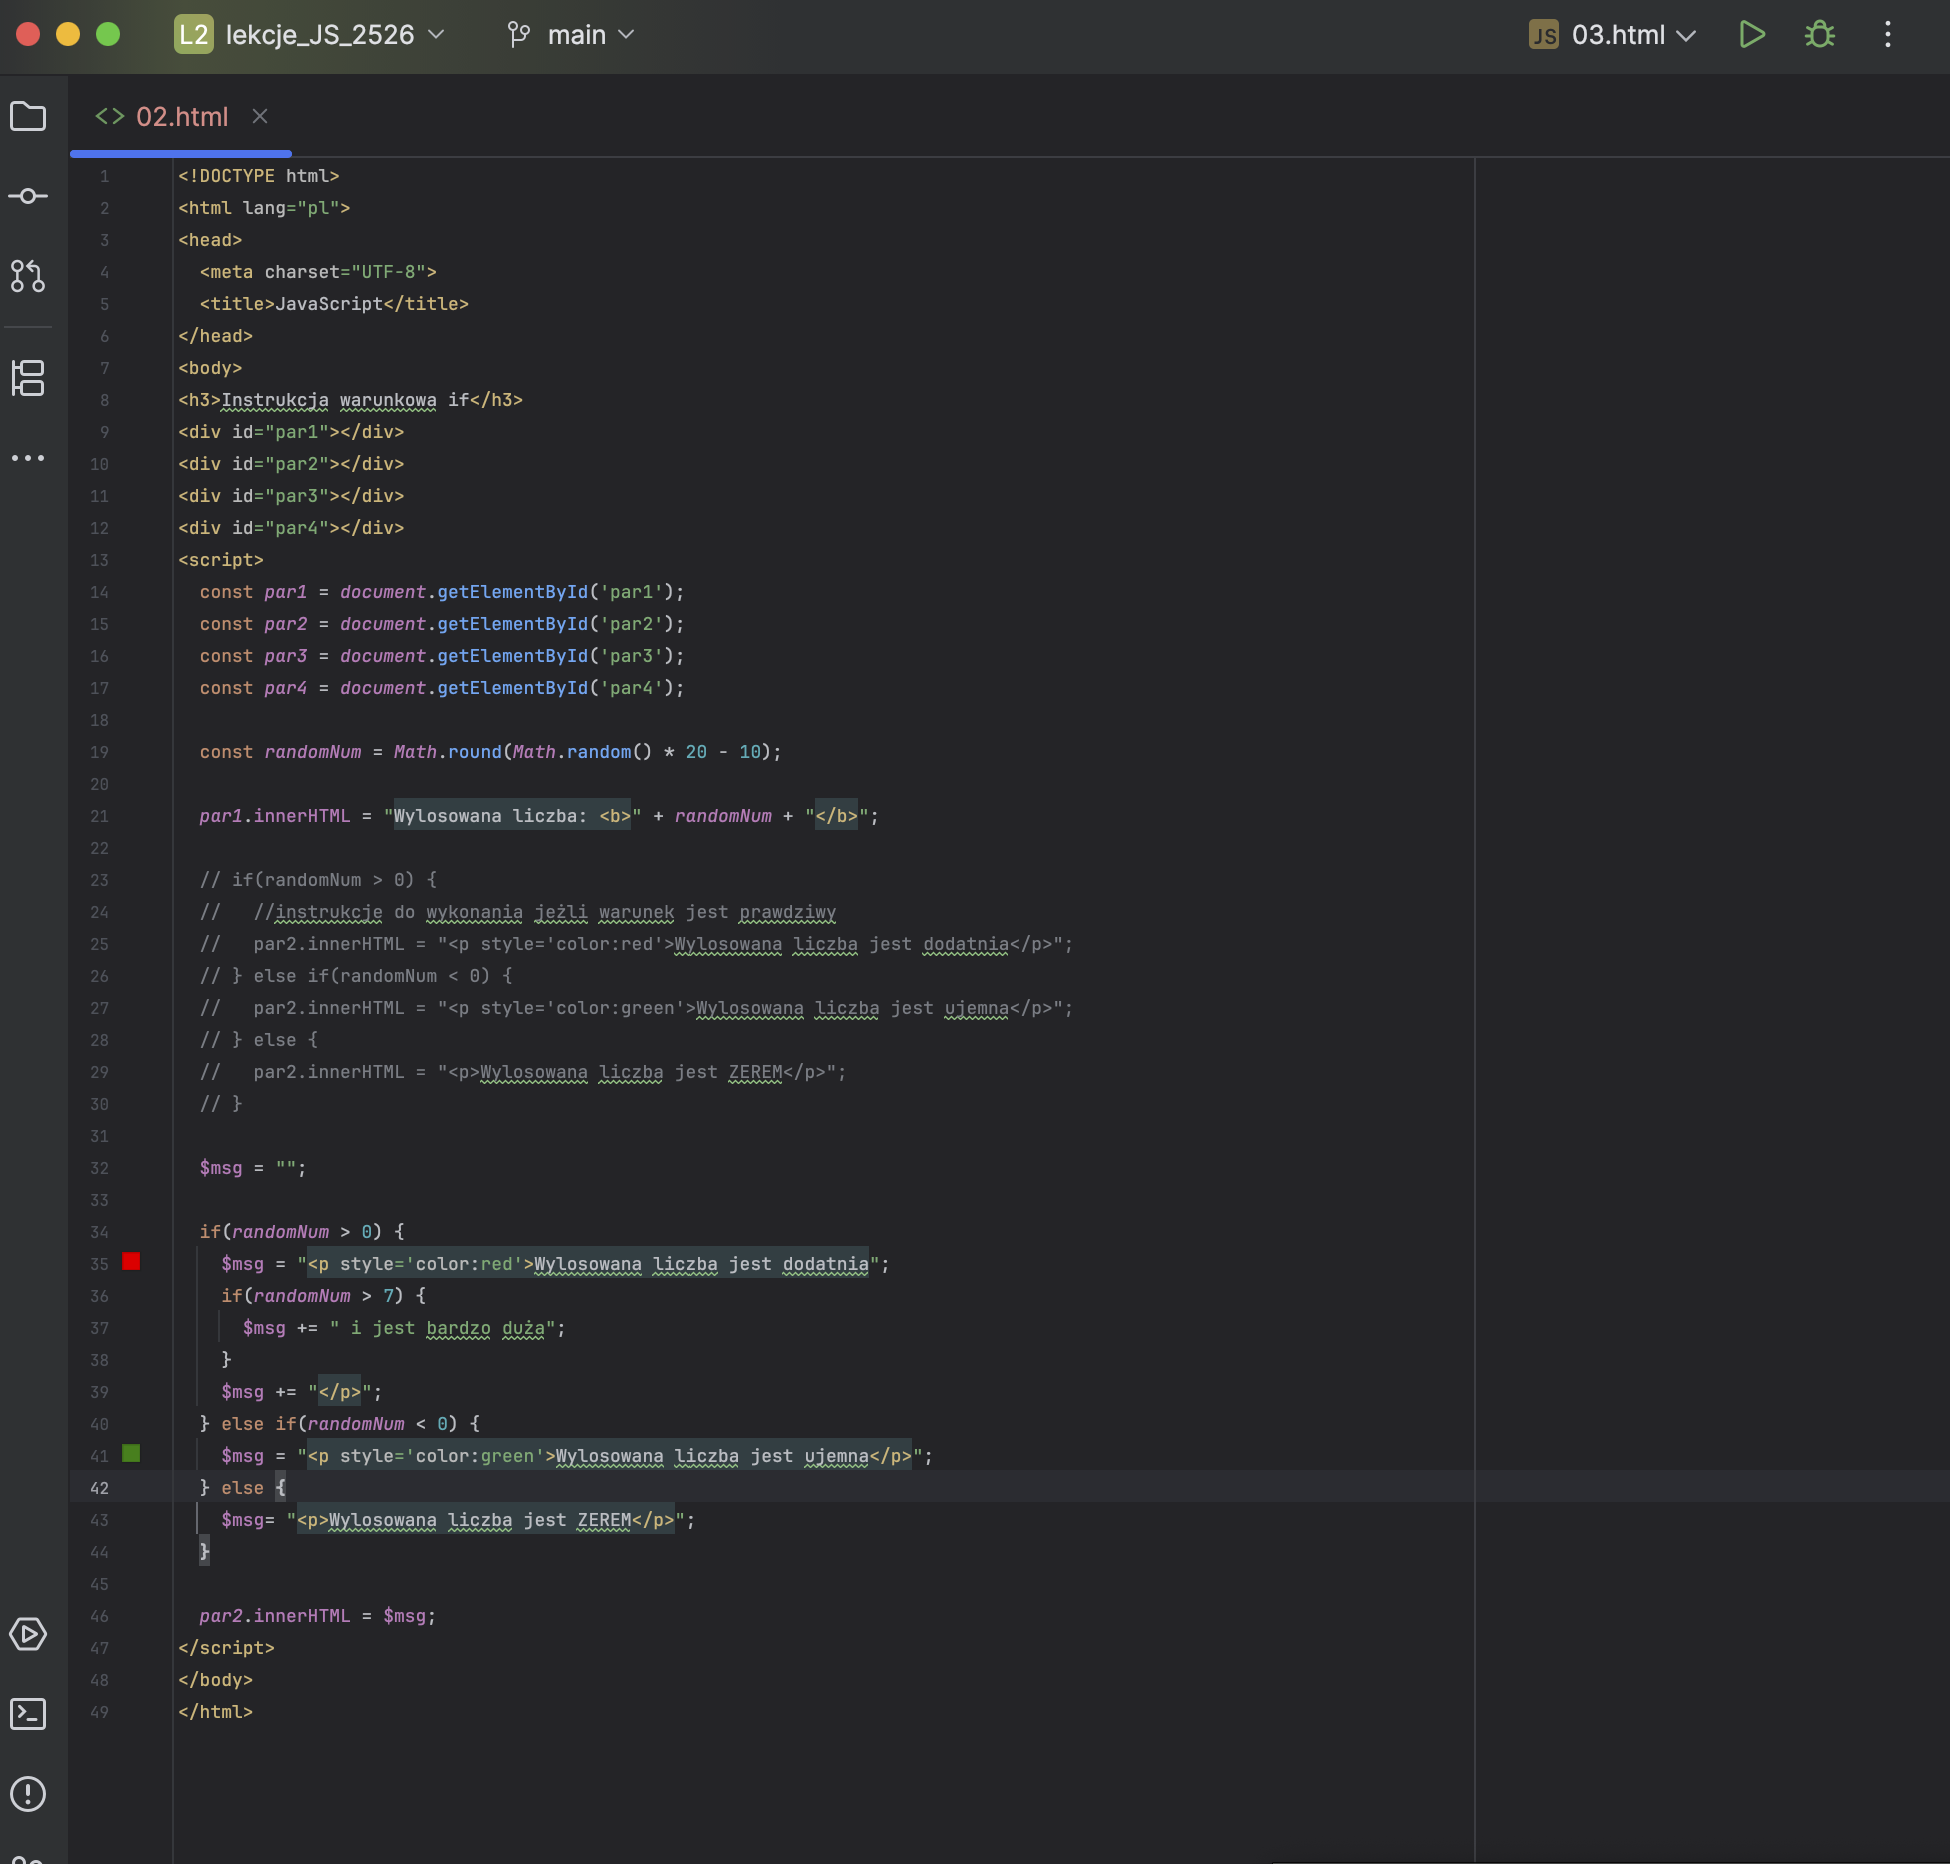 L2 lekcje_JS_2526 main JS 03.html
<> 02.html
1 <!DOCTYPE html>
2 <html lang="pl">
3 <head>
4   <meta charset="UTF-8">
5   <title>JavaScript</title>
6 </head>
7 <body>
8 <h3>Instrukcja warunkowa if</h3>
9 <div id="par1"></div>
10 <div id="par2"></div>
11 <div id="par3"></div>
12 <div id="par4"></div>
13 <script>
14   const par1 = document.getElementById('par1');
15   const par2 = document.getElementById('par2');
16   const par3 = document.getElementById('par3');
17   const par4 = document.getElementById('par4');
18
19   const randomNum = Math.round(Math.random() * 20 - 10);
20
21   par1.innerHTML = "Wylosowana liczba: <b>" + randomNum + "</b>";
22
23   // if(randomNum > 0) {
24   //   //instrukcje do wykonania jeżli warunek jest prawdziwy
25   //   par2.innerHTML = "<p style='color:red'>Wylosowana liczba jest dodatnia</p>";
26   // } else if(randomNum < 0) {
27   //   par2.innerHTML = "<p style='color:green'>Wylosowana liczba jest ujemna</p>";
28   // } else {
29   //   par2.innerHTML = "<p>Wylosowana liczba jest ZEREM</p>";
30   // }
31
32   $msg = "";
33
34   if(randomNum > 0) {
35     $msg = "<p style='color:red'>Wylosowana liczba jest dodatnia";
36     if(randomNum > 7) {
37       $msg += " i jest bardzo duża";
38     }
39     $msg += "</p>";
40   } else if(randomNum < 0) {
41     $msg = "<p style='color:green'>Wylosowana liczba jest ujemna</p>";
42   } else {
43     $msg= "<p>Wylosowana liczba jest ZEREM</p>";
44   }
45
46   par2.innerHTML = $msg;
47 </script>
48 </body>
49 </html>